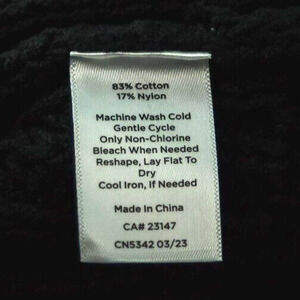 83% Cotton
17% Nylon
Machine Wash Cold
Gentle Cycle
Only Non-Chlorine
Bleach When Needed
Reshape, Lay Flat To
Dry
Cool Iron, If Needed
Made In China
CA# 23147
CN5342 03/23